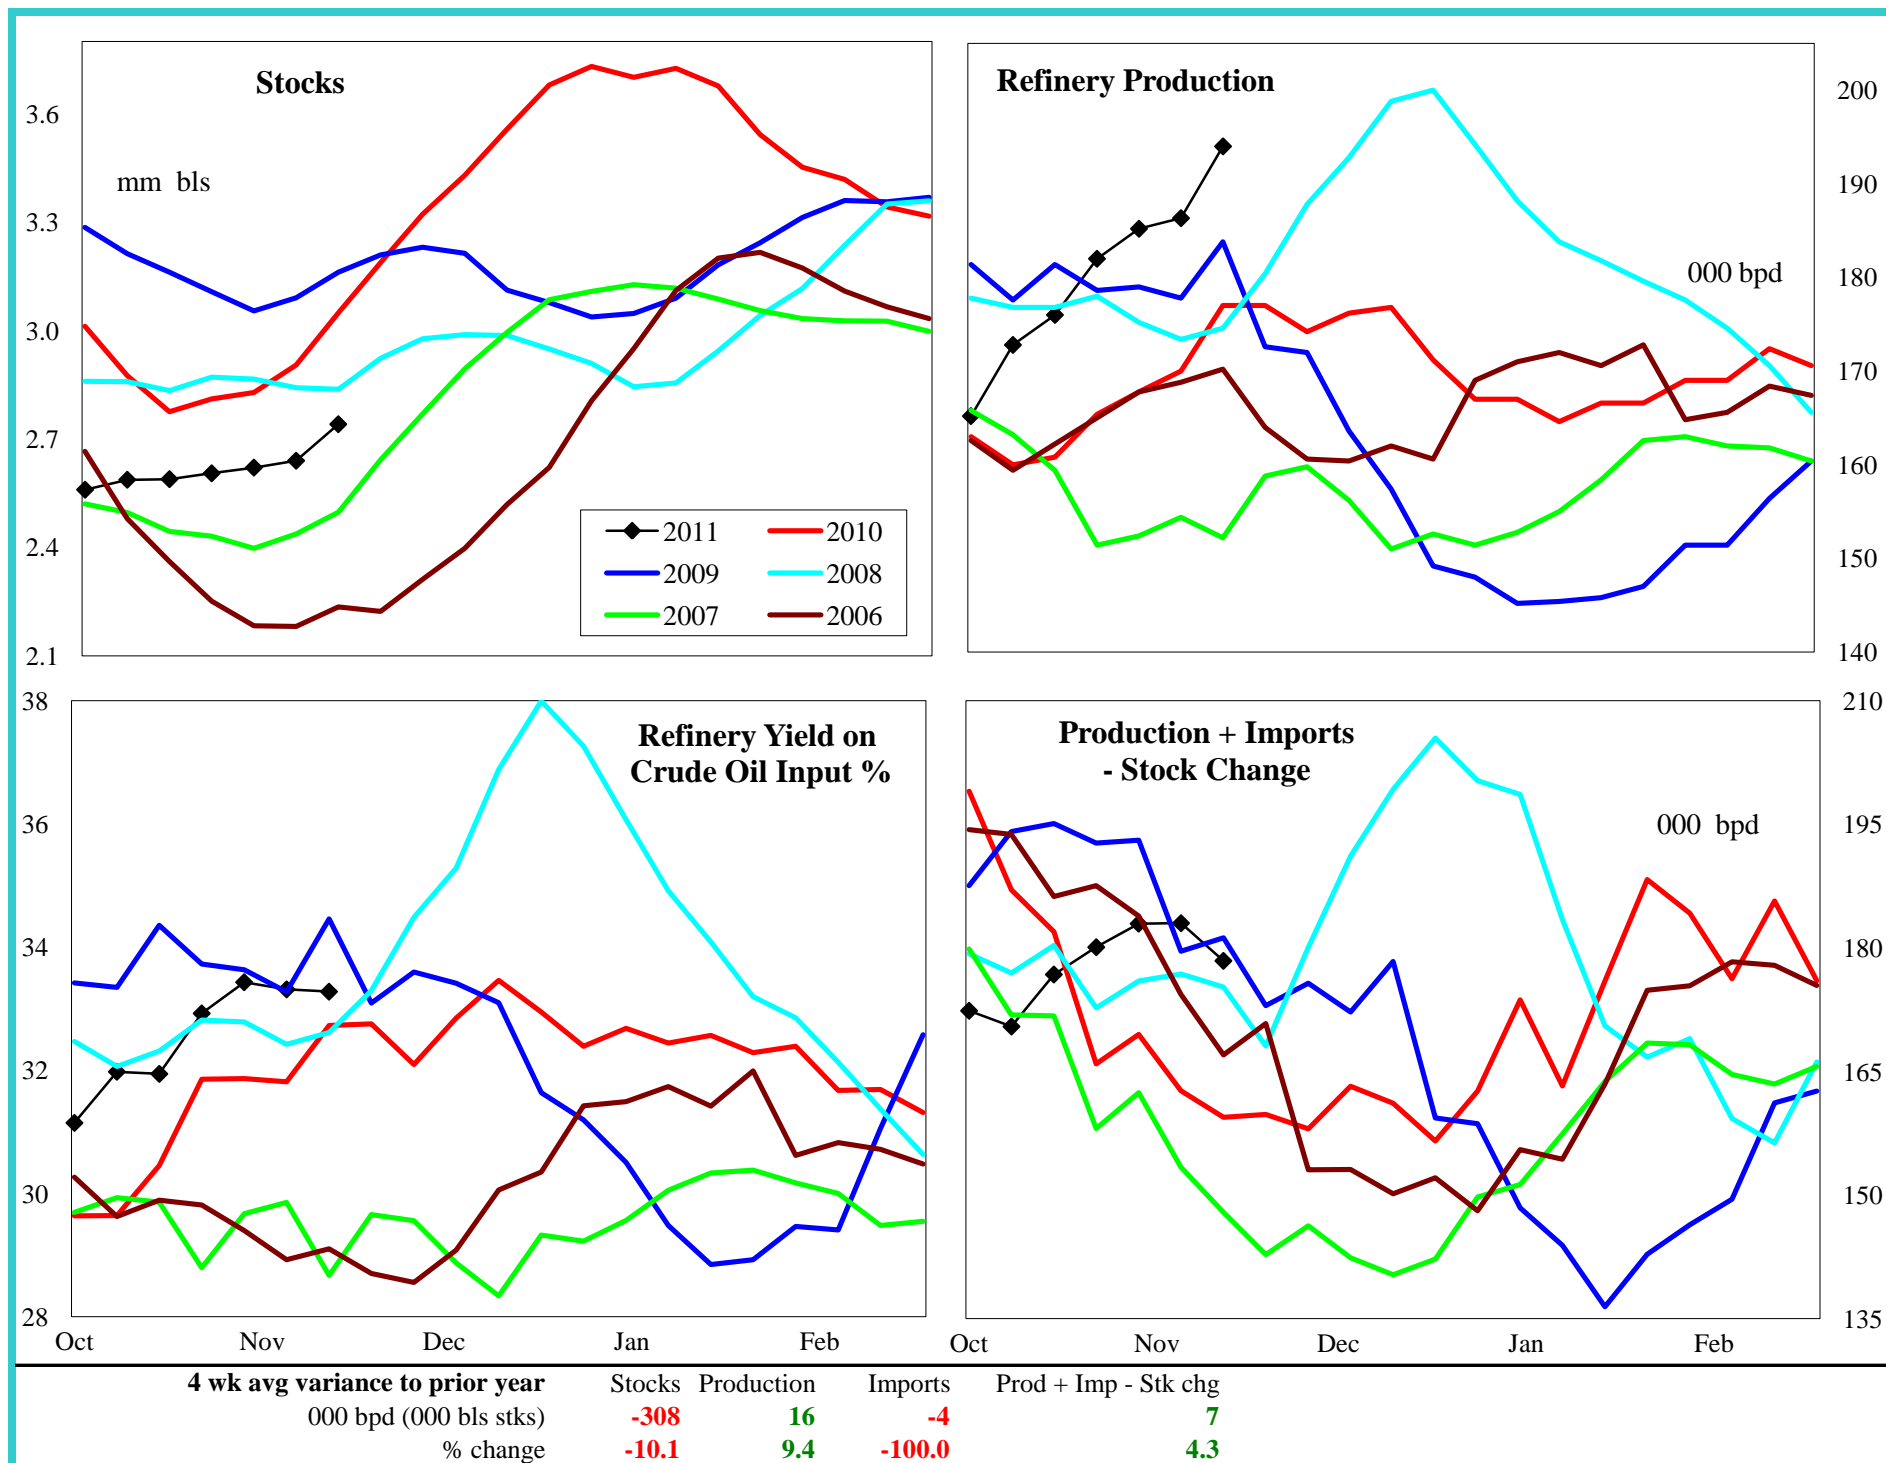 Stocks
mm bls
3.6
3.3
3.0
2.7
2.4
2.1
2011
2010
2009
2008
2007
2006
Refinery Production
000 bpd
200
190
180
170
160
150
140
Refinery Yield on
Crude Oil Input %
38
36
34
32
30
28
Oct Nov Dec Jan Feb
Production + Imports
- Stock Change
000 bpd
210
195
180
165
150
135
Oct Nov Dec Jan Feb
4 wk avg variance to prior year Stocks Production Imports Prod + Imp - Stk chg
000 bpd (000 bls stks) -308 16 -4 7
% change -10.1 9.4 -100.0 4.3